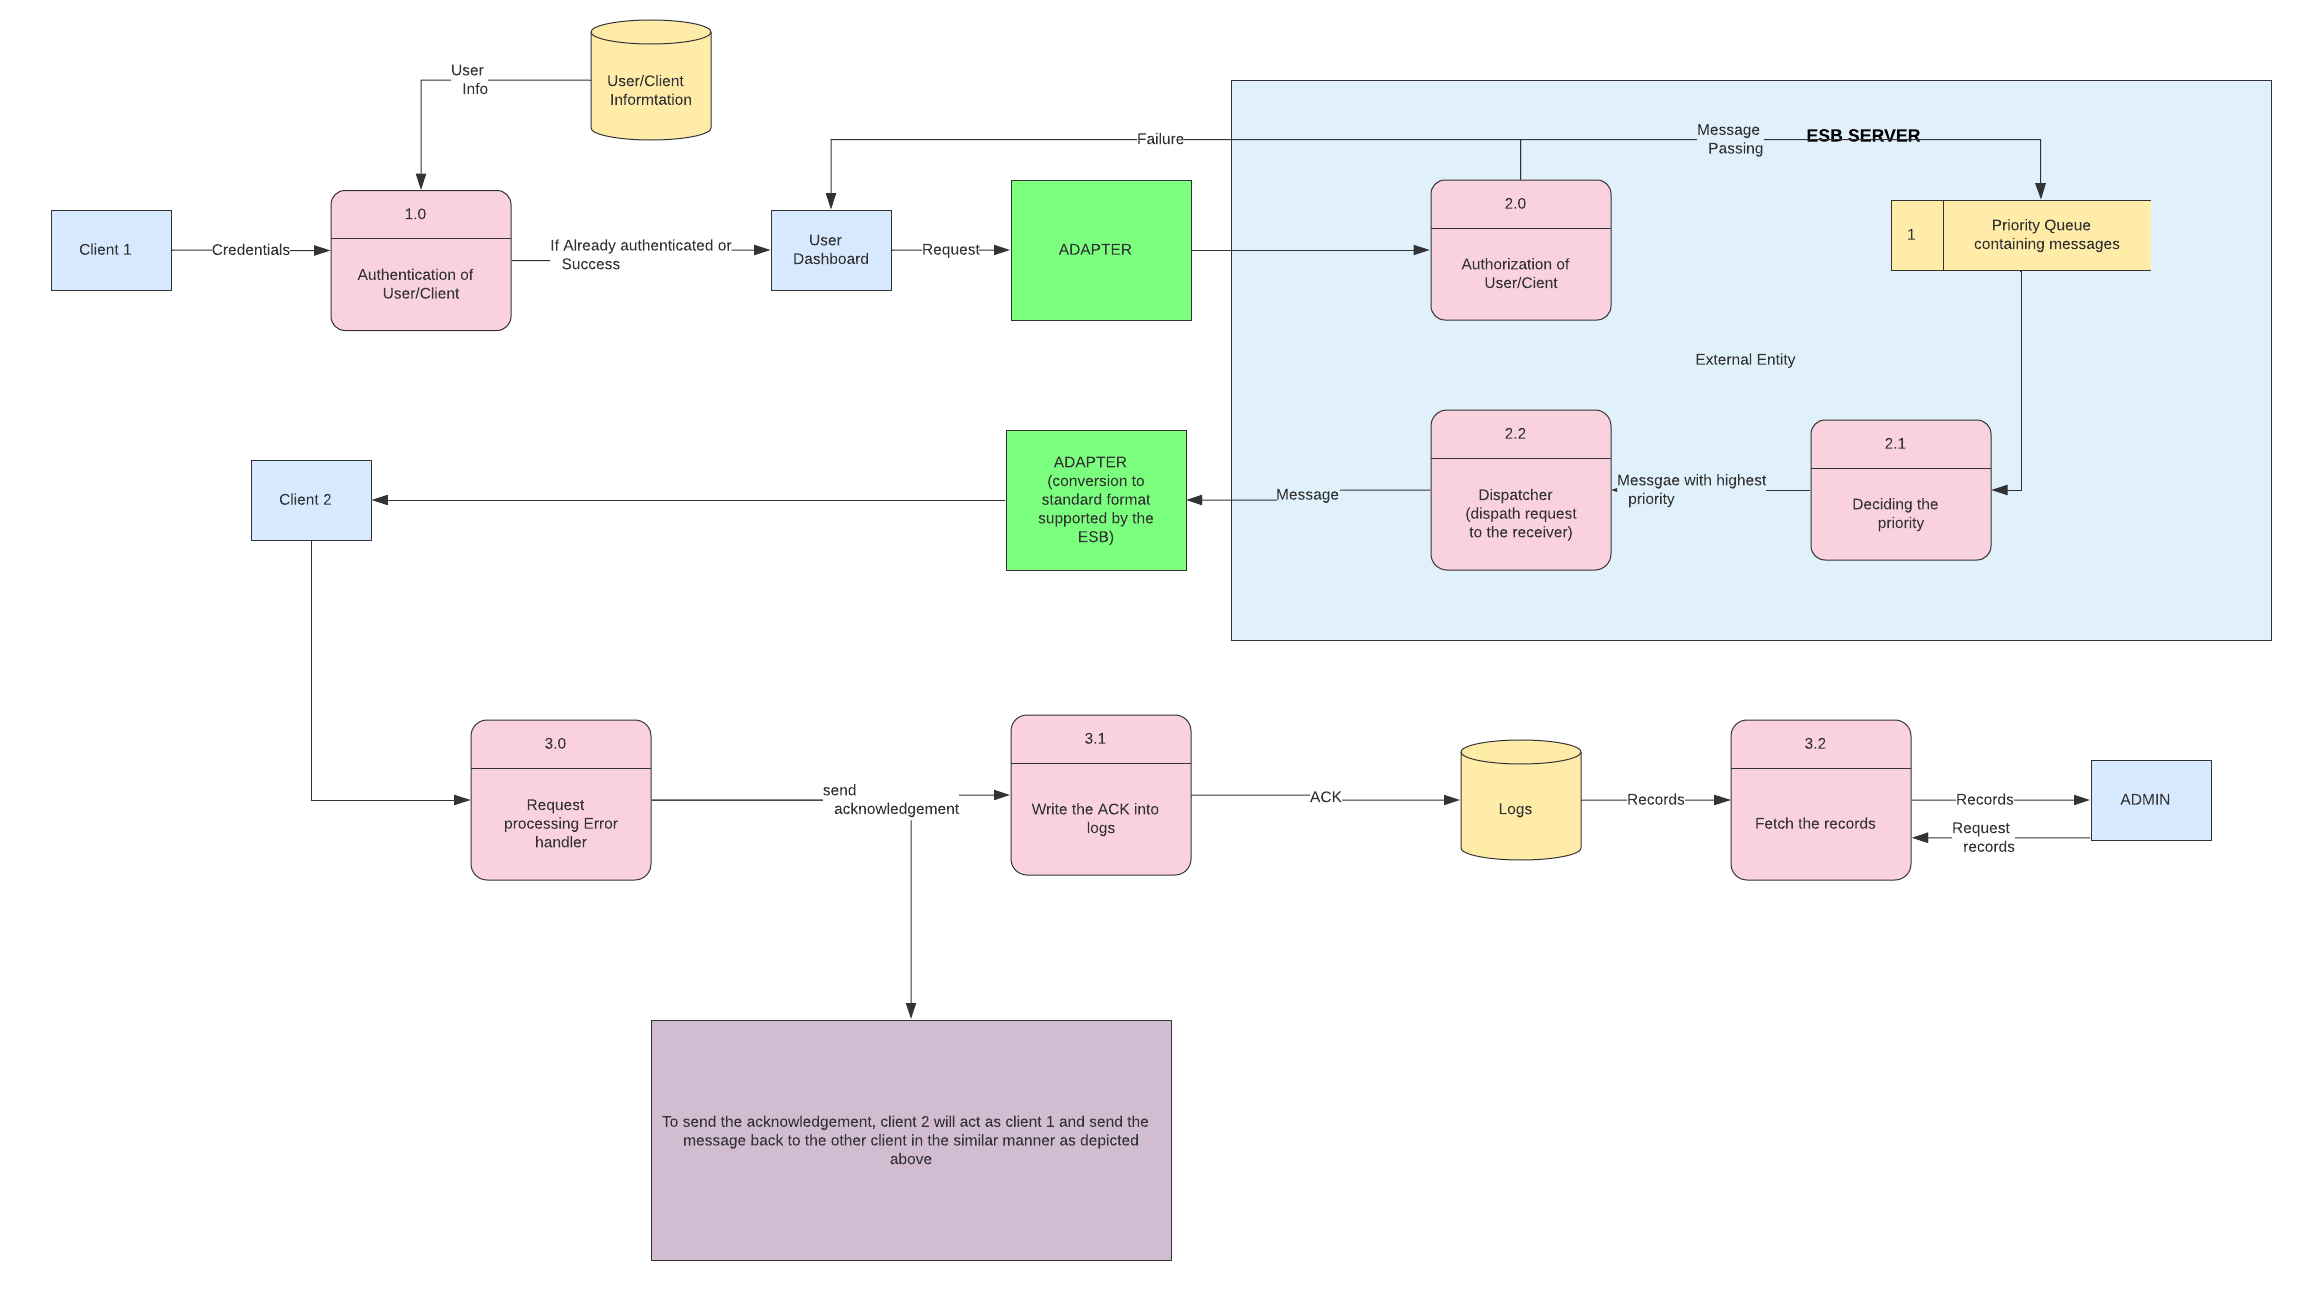 User
Info
User/Client
Informtation
Failure
Message
Passing
ESB SERVER
Client 1
Credentials
1.0
Authentication of
User/Client
If Already authenticated or
Success
User
Dashboard
Request
ADAPTER
2.0
Authorization of
User/Cient
1
Priority Queue
containing messages
External Entity
Client 2
ADAPTER
(conversion to
standard format
supported by the
ESB)
Message
2.2
Dispatcher
(dispath request
to the receiver)
Messgae with highest
priority
2.1
Deciding the
priority
3.0
Request
processing Error
handler
send
acknowledgement
3.1
Write the ACK into
logs
ACK
Logs
Records
3.2
Fetch the records
Records
Request
records
ADMIN
To send the acknowledgement, client 2 will act as client 1 and send the
message back to the other client in the similar manner as depicted
above